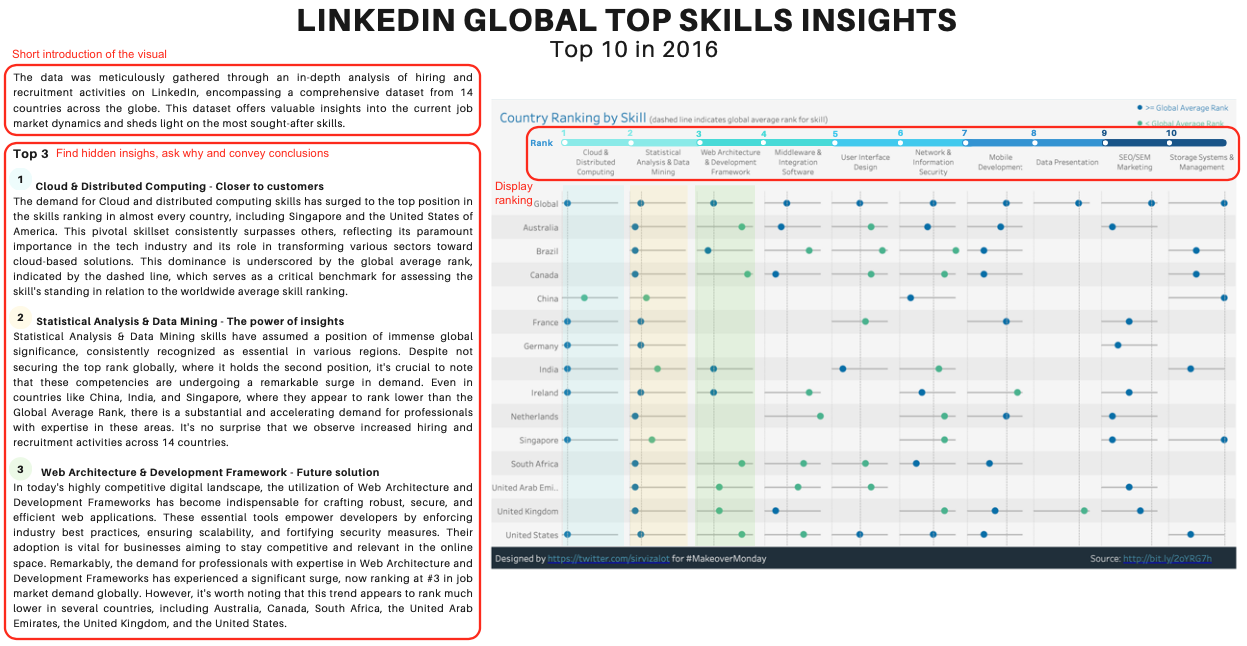 LINKEDIN GLOBAL TOP SKILLS INSIGHTS
Top 10 in 2016
Short introduction of the visual
The data was meticulously gathered through an in-depth analysis of hiring and
recruitment activities on LinkedIn, encompassing a comprehensive dataset from 14
countries across the globe. This dataset offers valuable insights into the current job
market dynamics and sheds light on the most sought-after skills.
Top 3 Find hidden insighs, ask why and convey conclusions
1
Cloud & Distributed Computing - Closer to customers
The demand for Cloud and distributed computing skills has surged to the top position in
the skills ranking in almost every country, including Singapore and the United States of
America. This pivotal skillset consistently surpasses others, reflecting its paramount
importance in the tech industry and its role in transforming various sectors toward
cloud-based solutions. This dominance is underscored by the global average rank,
indicated by the dashed line, which serves as a critical benchmark for assessing the
skill's standing in relation to the worldwide average skill ranking.
2
Statistical Analysis & Data Mining - The power of insights
Statistical Analysis & Data Mining skills have assumed a position of immense global
significance, consistently recognized as essential in various regions. Despite not
securing the top rank globally, where it holds the second position, it's crucial to note
that these competencies are undergoing a remarkable surge in demand. Even in
countries like China, India, and Singapore, where they appear to rank lower than the
Global Average Rank, there is a substantial and accelerating demand for professionals
with expertise in these areas. It's no surprise that we observe increased hiring and
recruitment activities across 14 countries.
3
Web Architecture & Development Framework - Future solution
In today's highly competitive digital landscape, the utilization of Web Architecture and
Development Frameworks has become indispensable for crafting robust, secure, and
efficient web applications. These essential tools empower developers by enforcing
industry best practices, ensuring scalability, and fortifying security measures. Their
adoption is vital for businesses aiming to stay competitive and relevant in the online
space. Remarkably, the demand for professionals with expertise in Web Architecture and
Development Frameworks has experienced a significant surge, now ranking at #3 in job
market demand globally. However, it's worth noting that this trend appears to rank much
lower in several countries, including Australia, Canada, South Africa, the United Arab
Emirates, the United Kingdom, and the United States.
>= Global Average Rank
< Global Average Rank
Country Ranking by Skill (dashed line indicates global average rank for skill)
1 2 3 4 5 6 7 8 9 10
Rank
Cloud &
Distributed
Computing
Statistical
Analysis & Data
Mining
Web Architecture
& Development
Framework
Middleware &
Integration
Software
User Interface
Design
Network &
Information
Security
Mobile
Development
Data Presentation
SEO/SEM
Marketing
Storage Systems &
Management
Display
ranking
Global
Australia
Brazil
Canada
China
France
Germany
India
Ireland
Netherlands
Singapore
South Africa
United Arab Emi..
United Kingdom
United States
Designed by https://twitter.com/sirvizalot for #MakeoverMonday
Source: http://bit.ly/2oYRG7h